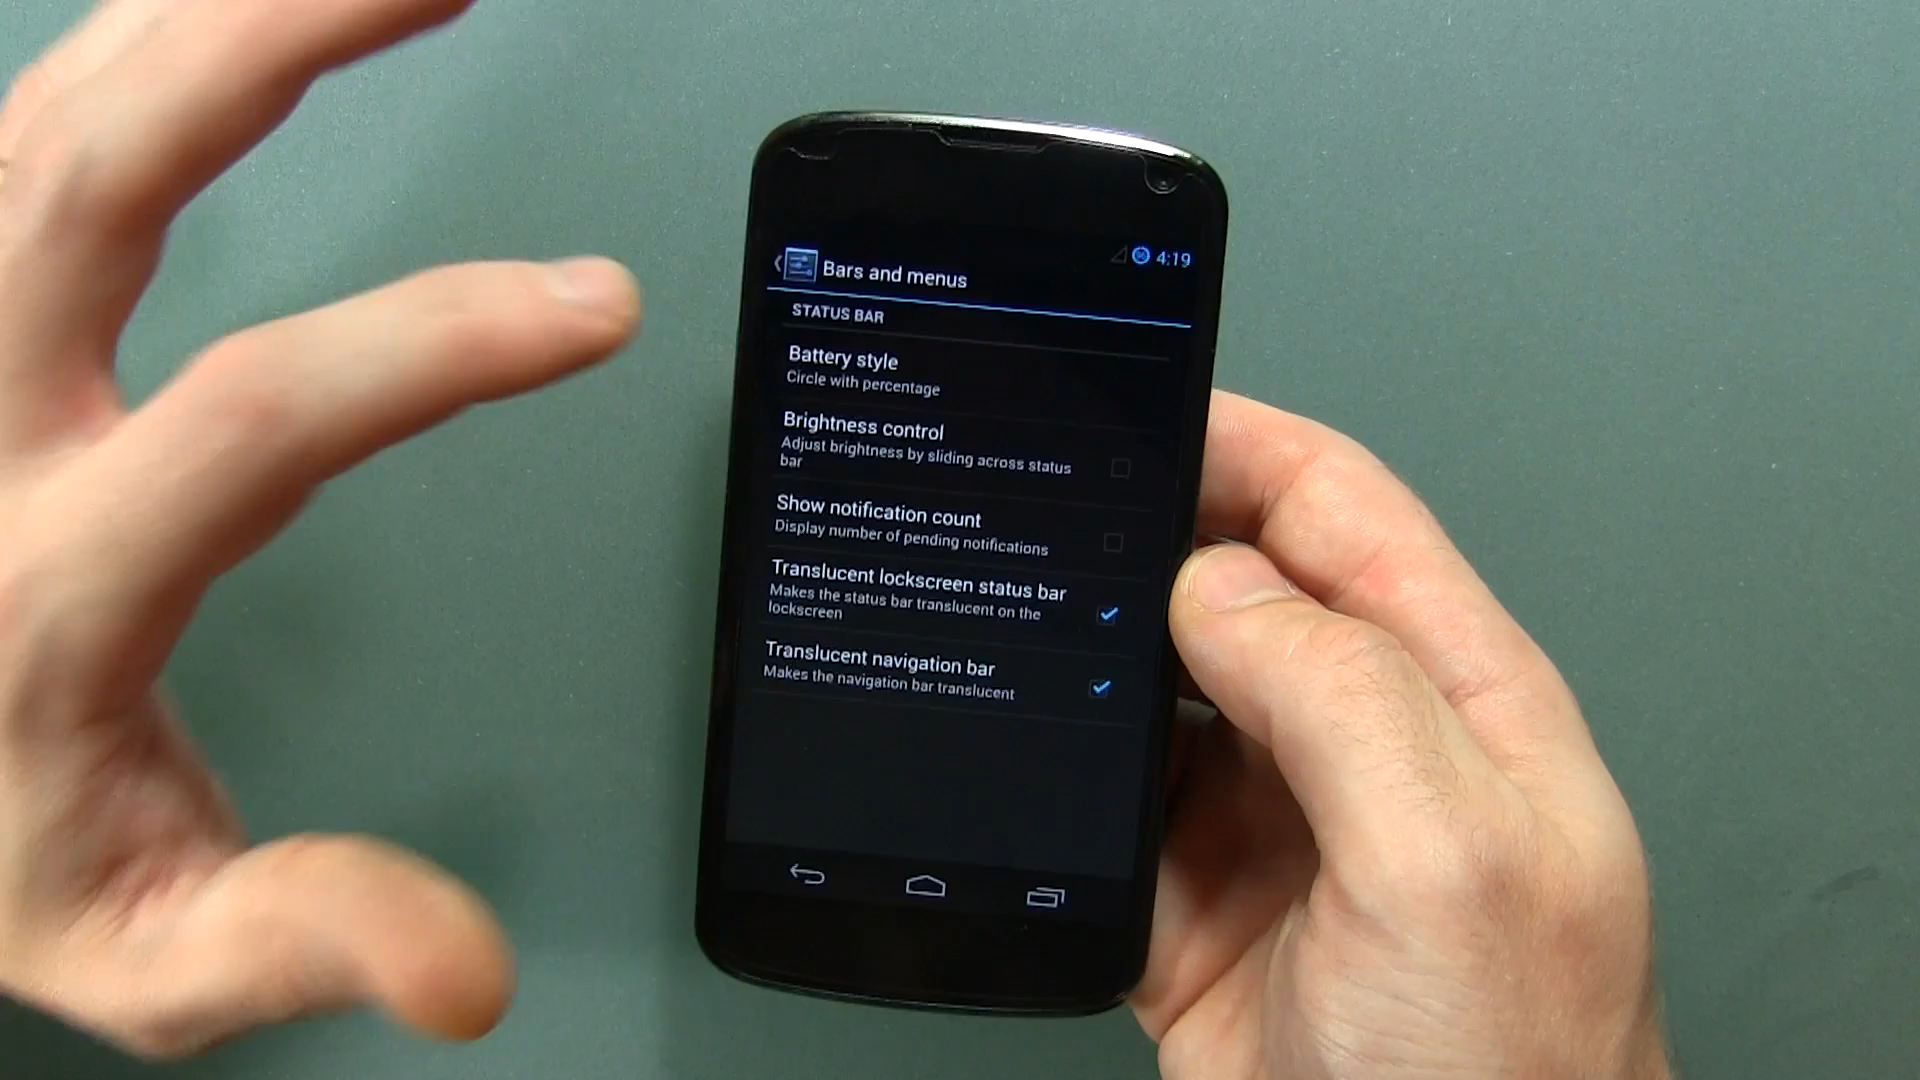 4:19
Bars and menus
STATUS BAR
Battery style
Circle with percentage
Brightness control
Adjust brightness by sliding across status
bar
Show notification count
Display number of pending notifications
Translucent lockscreen status bar
Makes the status bar translucent on the
lockscreen
Translucent navigation bar
Makes the navigation bar translucent